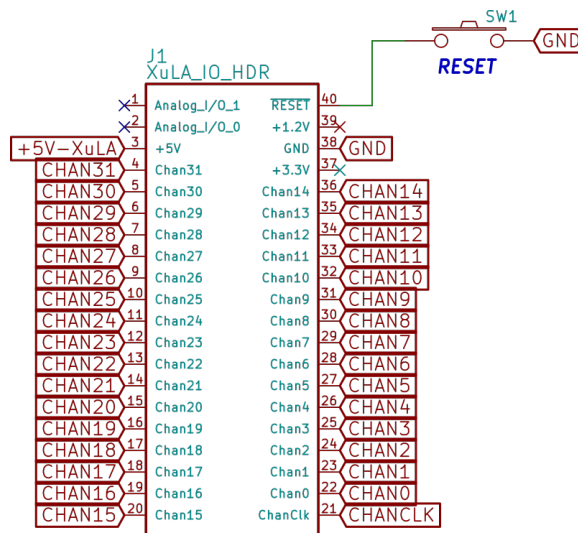 SW1
GND
RESET
J1
XuLA_IO_HDR
1 Analog_I/O_1 RESET 40
2 Analog_I/O_0 +1.2V 39
+5V-XuLA 3 +5V GND 38 GND
CHAN31 4 Chan31 +3.3V 37
CHAN30 5 Chan30 Chan14 36 CHAN14
CHAN29 6 Chan29 Chan13 35 CHAN13
CHAN28 7 Chan28 Chan12 34 CHAN12
CHAN27 8 Chan27 Chan11 33 CHAN11
CHAN26 9 Chan26 Chan10 32 CHAN10
CHAN25 10 Chan25 Chan9 31 CHAN9
CHAN24 11 Chan24 Chan8 30 CHAN8
CHAN23 12 Chan23 Chan7 29 CHAN7
CHAN22 13 Chan22 Chan6 28 CHAN6
CHAN21 14 Chan21 Chan5 27 CHAN5
CHAN20 15 Chan20 Chan4 26 CHAN4
CHAN19 16 Chan19 Chan3 25 CHAN3
CHAN18 17 Chan18 Chan2 24 CHAN2
CHAN17 18 Chan17 Chan1 23 CHAN1
CHAN16 19 Chan16 Chan0 22 CHAN0
CHAN15 20 Chan15 ChanClk 21 CHANCLK